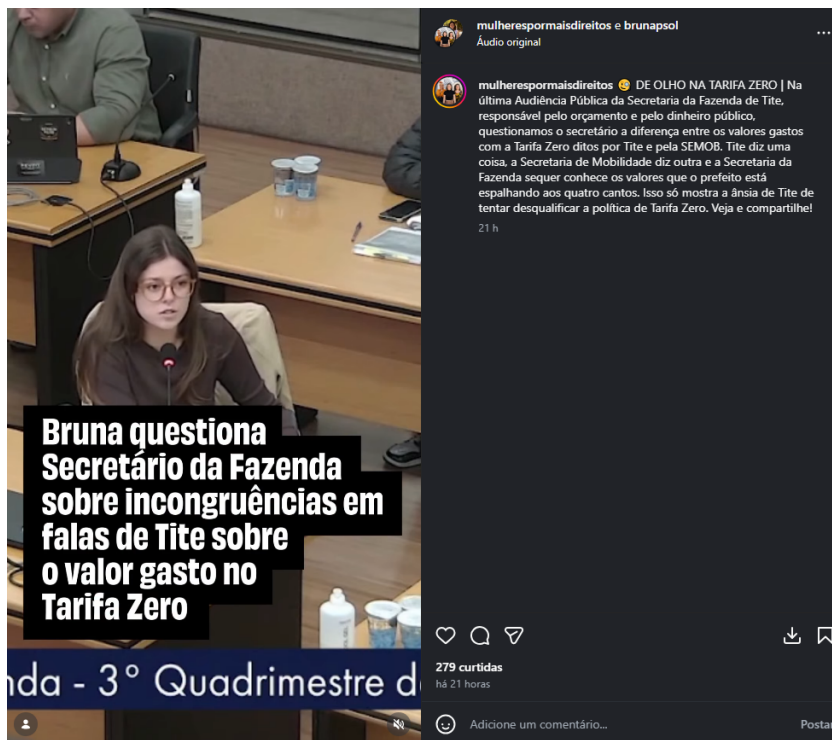 Bruna questiona
Secretário da Fazenda
sobre incongruências em
falas de Tite sobre
o valor gasto no
Tarifa Zero
nda - 3° Quadrimestre d
mulherespormaisdireitos e brunapsol
Áudio original
mulherespormaisdireitos 🧐 DE OLHO NA TARIFA ZERO | Na
última Audiência Pública da Secretaria da Fazenda de Tite,
responsável pelo orçamento e pelo dinheiro público,
questionamos o secretário a diferença entre os valores gastos
com a Tarifa Zero ditos por Tite e pela SEMOB. Tite diz uma
coisa, a Secretaria de Mobilidade diz outra e a Secretaria da
Fazenda sequer conhece os valores que o prefeito está
espalhando aos quatro cantos. Isso só mostra a ânsia de Tite de
tentar desqualificar a política de Tarifa Zero. Veja e compartilhe!
21 h
279 curtidas
há 21 horas
Adicione um comentário...
Postar